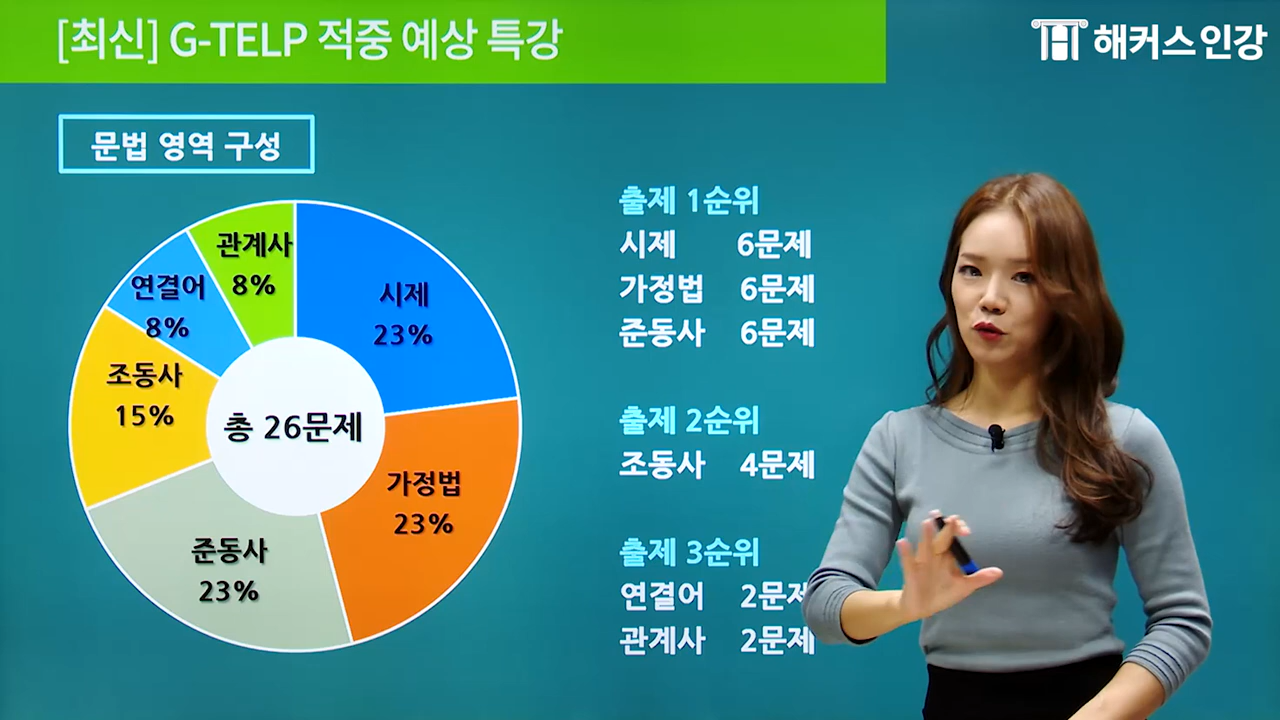 [최신] G-TELP 적중 예상 특강
해커스인강
문법 영역 구성
관계사
8%
연결어
8%
시제
23%
조동사
15%
총 26문제
가정법
23%
준동사
23%
출제 1순위
시제 6문제
가정법 6문제
준동사 6문제
출제 2순위
조동사 4문제
출제 3순위
연결어 2문제
관계사 2문제